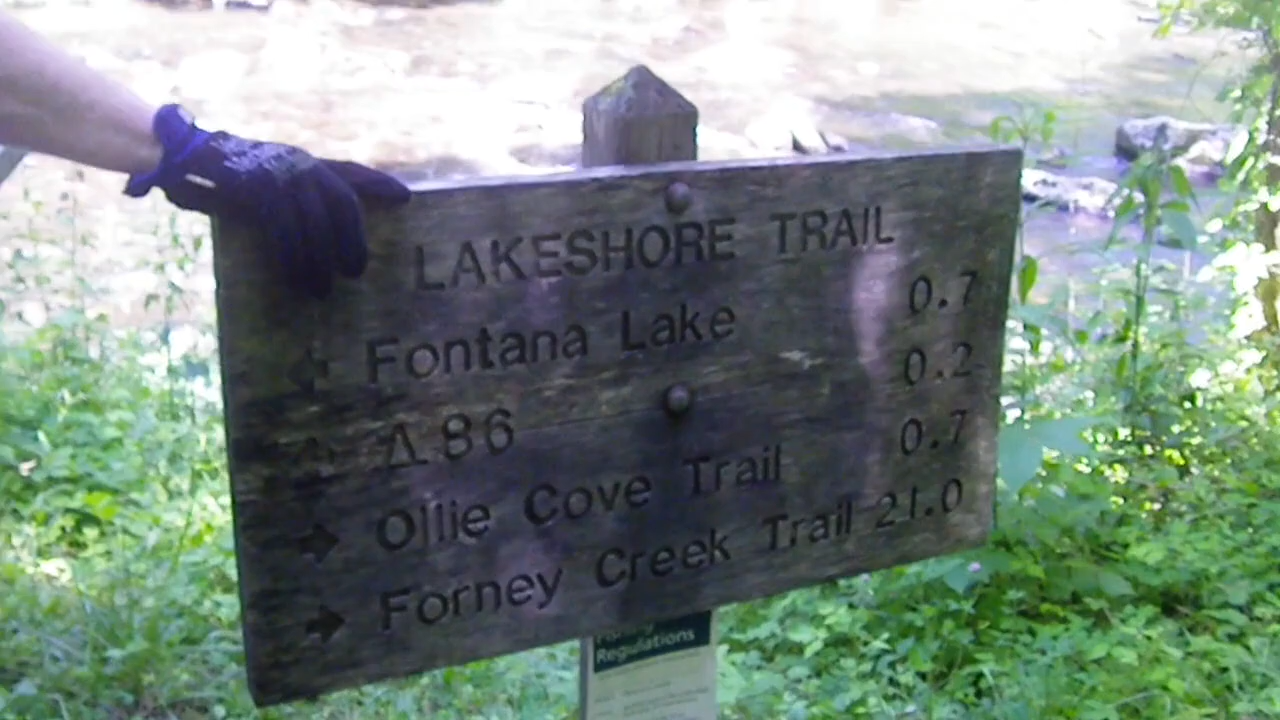 LAKESHORE TRAIL
← Fontana Lake 0.7
Δ 86 0.2
→ Ollie Cove Trail 0.7
→ Forney Creek Trail 21.0
Regulations